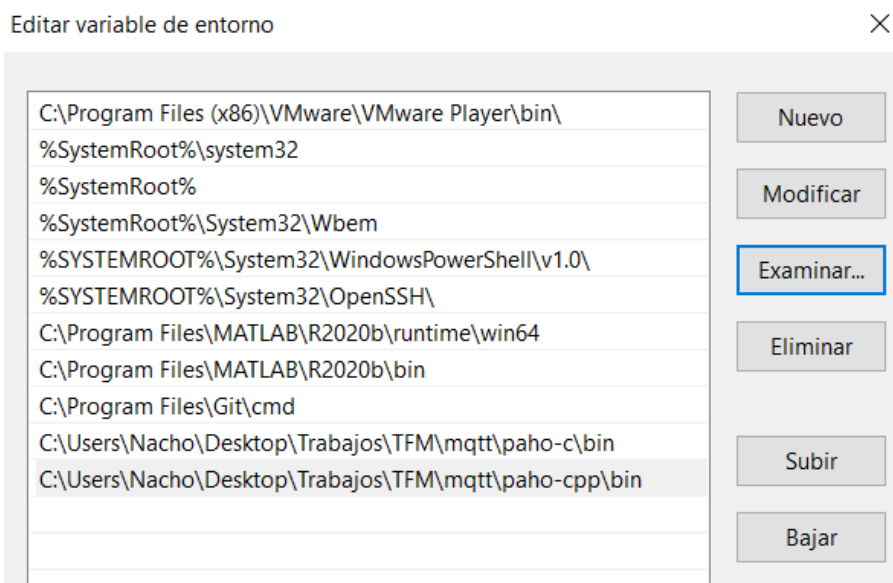 Editar variable de entorno
C:\Program Files (x86)\VMware\VMware Player\bin\
%SystemRoot%\system32
%SystemRoot%
%SystemRoot%\System32\Wbem
%SYSTEMROOT%\System32\WindowsPowerShell\v1.0\
%SYSTEMROOT%\System32\OpenSSH\
C:\Program Files\MATLAB\R2020b\runtime\win64
C:\Program Files\MATLAB\R2020b\bin
C:\Program Files\Git\cmd
C:\Users\Nacho\Desktop\Trabajos\TFM\mqtt\paho-c\bin
C:\Users\Nacho\Desktop\Trabajos\TFM\mqtt\paho-cpp\bin
Nuevo
Modificar
Examinar...
Eliminar
Subir
Bajar